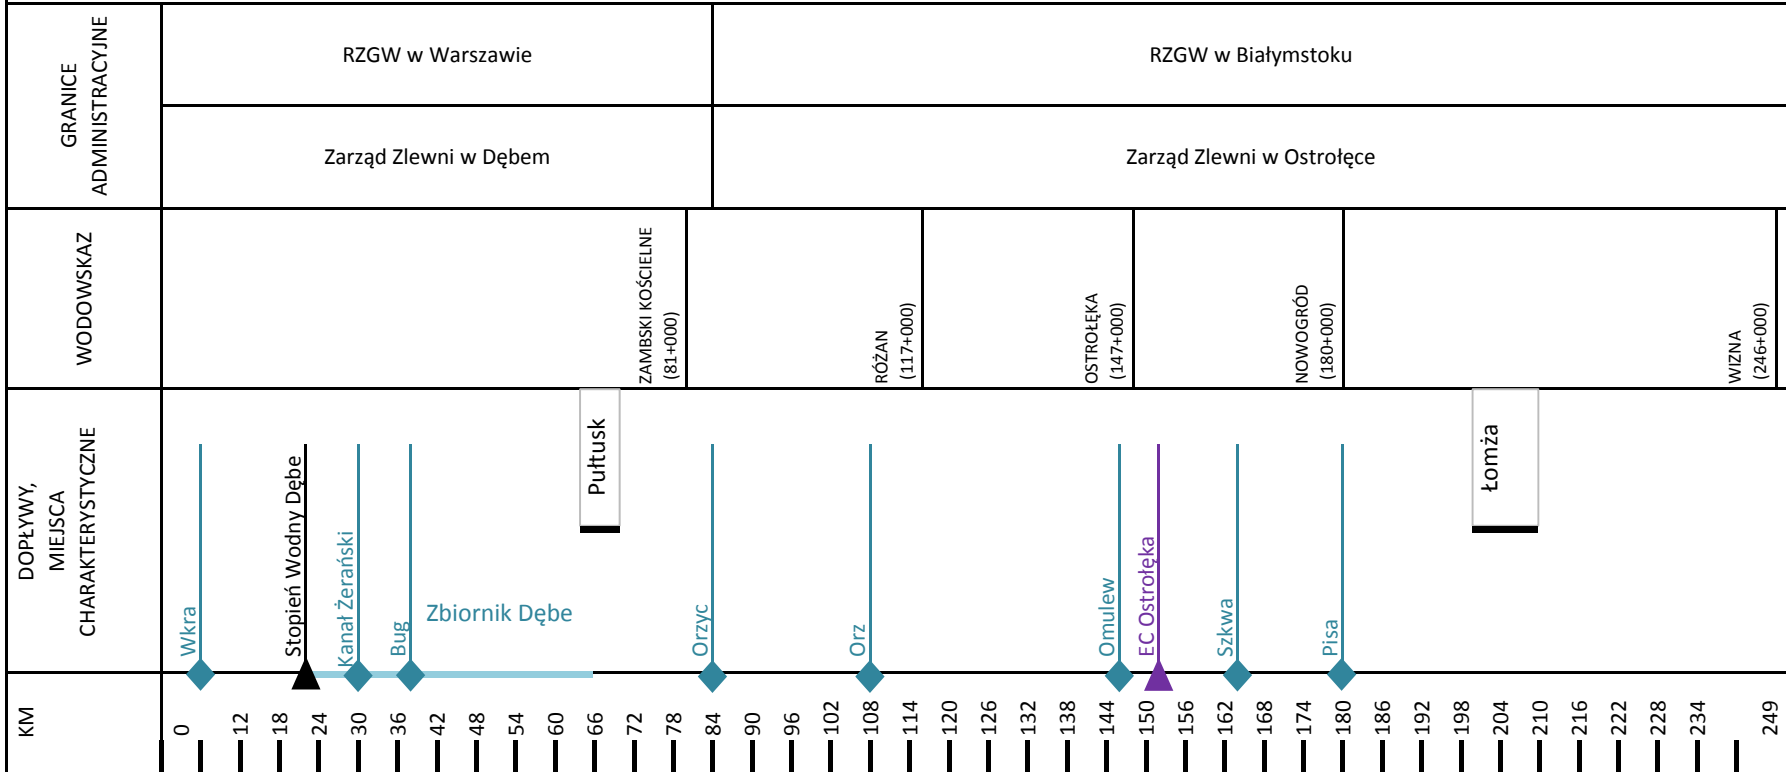 GRANICE
ADMINISTRACYJNE
RZGW w Warszawie
RZGW w Białymstoku
Zarząd Zlewni w Dębem
Zarząd Zlewni w Ostrołęce
WODOWSKAZ
ZAMBSKI KOŚCIELNE
(81+000)
RÓŻAN
(117+000)
OSTROŁĘKA
(147+000)
NOWOGRÓD
(180+000)
WIZNA
(246+000)
DOPŁYWY,
MIEJSCA
CHARAKTERYSTYCZNE
Wkra
Stopień Wodny Dębe
Kanał Żerański
Bug
Zbiornik Dębe
Pułtusk
Orzyc
Orz
Omulew
EC Ostrołęka
Szkwa
Pisa
Łomża
KM
0
12
18
24
30
36
42
48
54
60
66
72
78
84
90
96
102
108
114
120
126
132
138
144
150
156
162
168
174
180
186
192
198
204
210
216
222
228
234
249